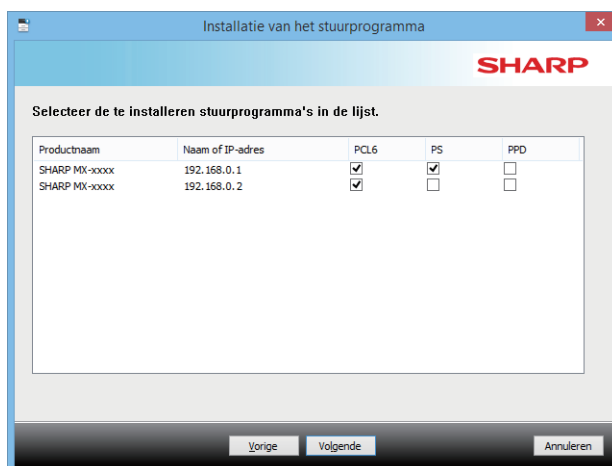 Installatie van het stuurprogramma
SHARP
Selecteer de te installeren stuurprogramma's in de lijst.
Productnaam Naam of IP-adres PCL6 PS PPD
SHARP MX-xxxx 192.168.0.1
SHARP MX-xxxx 192.168.0.2
Vorige Volgende Annuleren